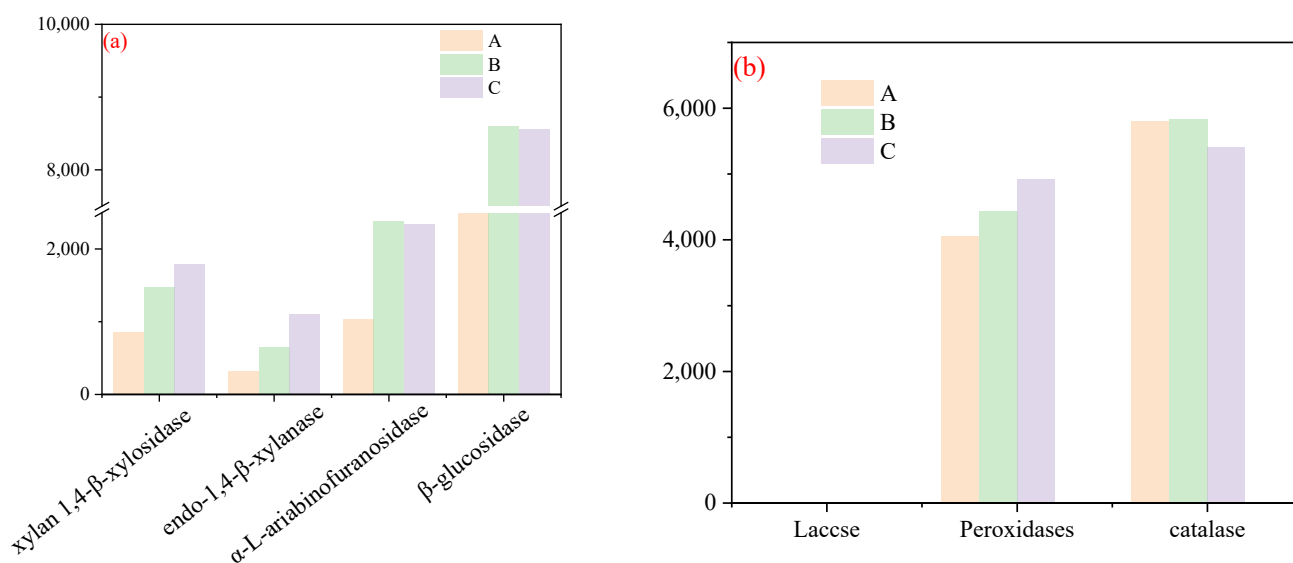 (a)
10,000
8,000
2,000
0
A
B
C
xylan 1,4-β-xylosidase
endo-1,4-β-xylanase
α-L-ariabinofuranosidase
β-glucosidase
(b)
6,000
4,000
2,000
0
A
B
C
Laccse
Peroxidases
catalase